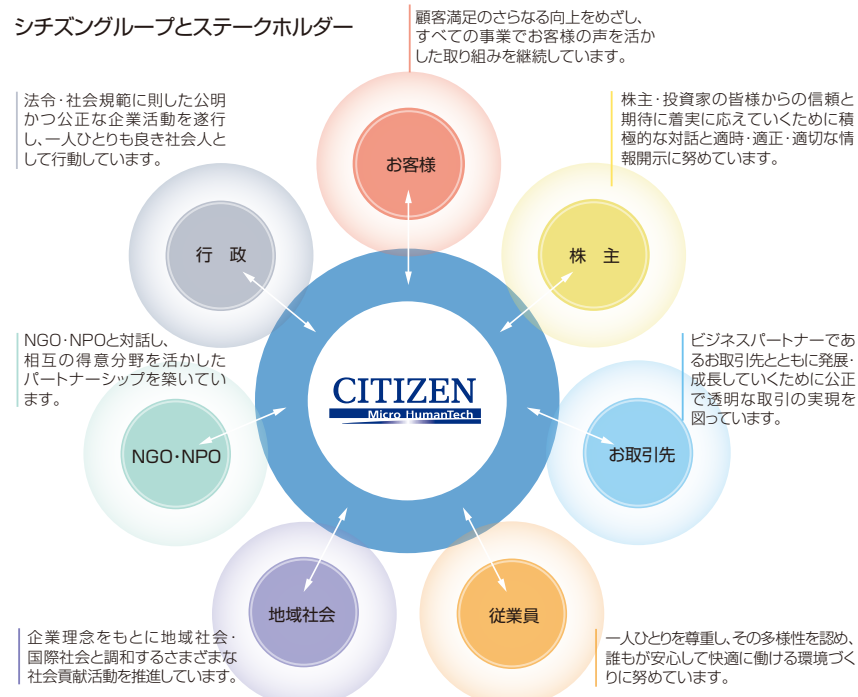 シチズングループとステークホルダー
顧客満足のさらなる向上をめざし、
すべての事業でお客様の声を活か
した取り組みを継続しています。
お客様
法令・社会規範に則した公明
かつ公正な企業活動を遂行
し、一人ひとりも良き社会人と
して行動しています。
行 政
株主・投資家の皆様からの信頼と
期待に着実に応えていくために積
極的な対話と適時・適正・適切な情
報開示に努めています。
株 主
NGO・NPOと対話し、
相互の得意分野を活かした
パートナーシップを築いてい
ます。
NGO・NPO
CITIZEN
Micro HumanTech
ビジネスパートナーであ
るお取引先とともに発展・
成長していくために公正
で透明な取引の実現を
図っています。
お取引先
地域社会
企業理念をもとに地域社会・
国際社会と調和するさまざまな
社会貢献活動を推進しています。
従業員
一人ひとりを尊重し、その多様性を認め、
誰もが安心して快適に働ける環境づく
りに努めています。